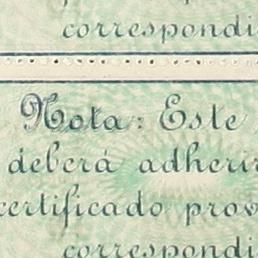 correspondi
Nota: Este
deberá adherir
certificado prov
correspondi